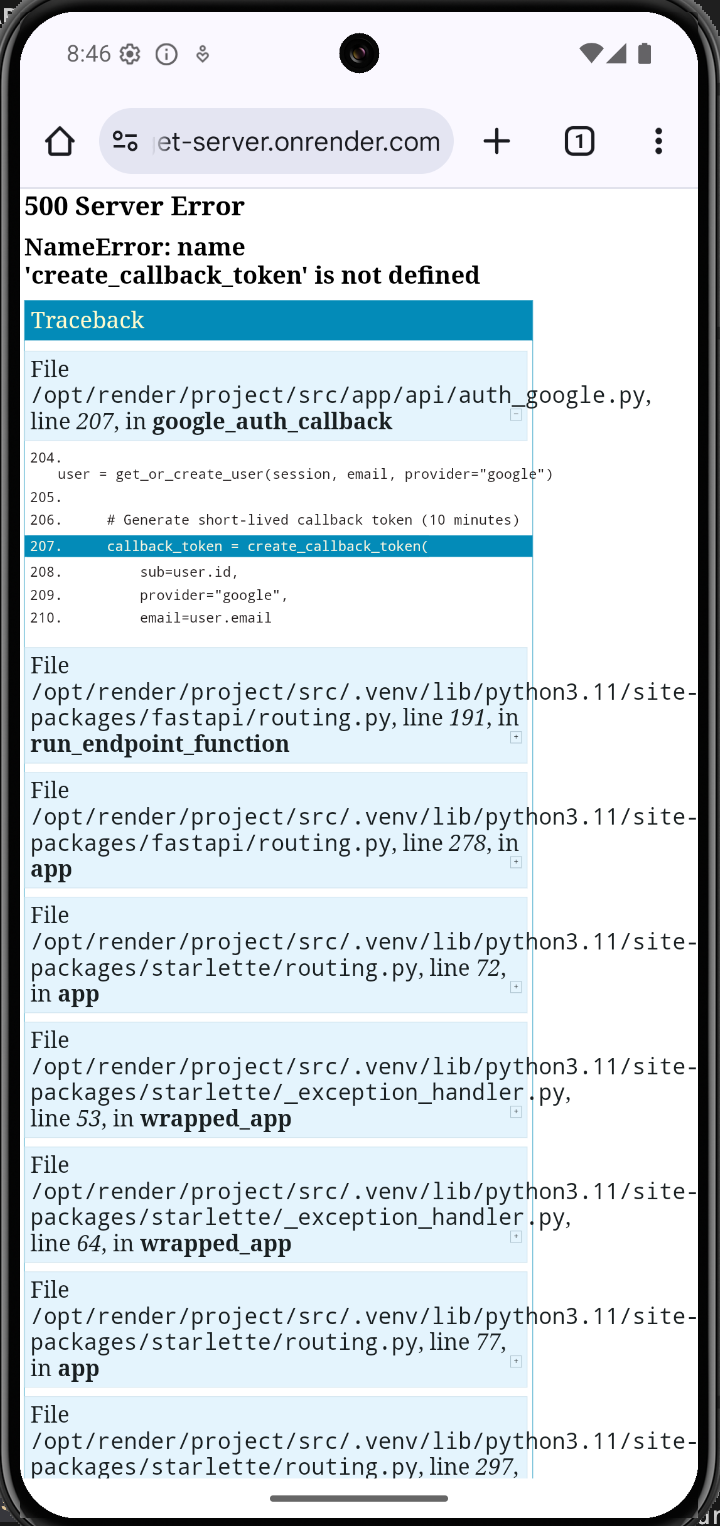 8:46
et-server.onrender.com
1
500 Server Error
NameError: name
'create_callback_token' is not defined
Traceback
File
/opt/render/project/src/app/api/auth_google.py,
line 207, in google_auth_callback
204.
user = get_or_create_user(session, email, provider="google")
205.
206. # Generate short-lived callback token (10 minutes)
207. callback_token = create_callback_token(
208. sub=user.id,
209. provider="google",
210. email=user.email
File
/opt/render/project/src/.venv/lib/python3.11/site-
packages/fastapi/routing.py, line 191, in
run_endpoint_function
File
/opt/render/project/src/.venv/lib/python3.11/site-
packages/fastapi/routing.py, line 278, in
app
File
/opt/render/project/src/.venv/lib/python3.11/site-
packages/starlette/routing.py, line 72,
in app
File
/opt/render/project/src/.venv/lib/python3.11/site-
packages/starlette/_exception_handler.py,
line 53, in wrapped_app
File
/opt/render/project/src/.venv/lib/python3.11/site-
packages/starlette/_exception_handler.py,
line 64, in wrapped_app
File
/opt/render/project/src/.venv/lib/python3.11/site-
packages/starlette/routing.py, line 77,
in app
File
/opt/render/project/src/.venv/lib/python3.11/site-
packages/starlette/routing.py, line 297,